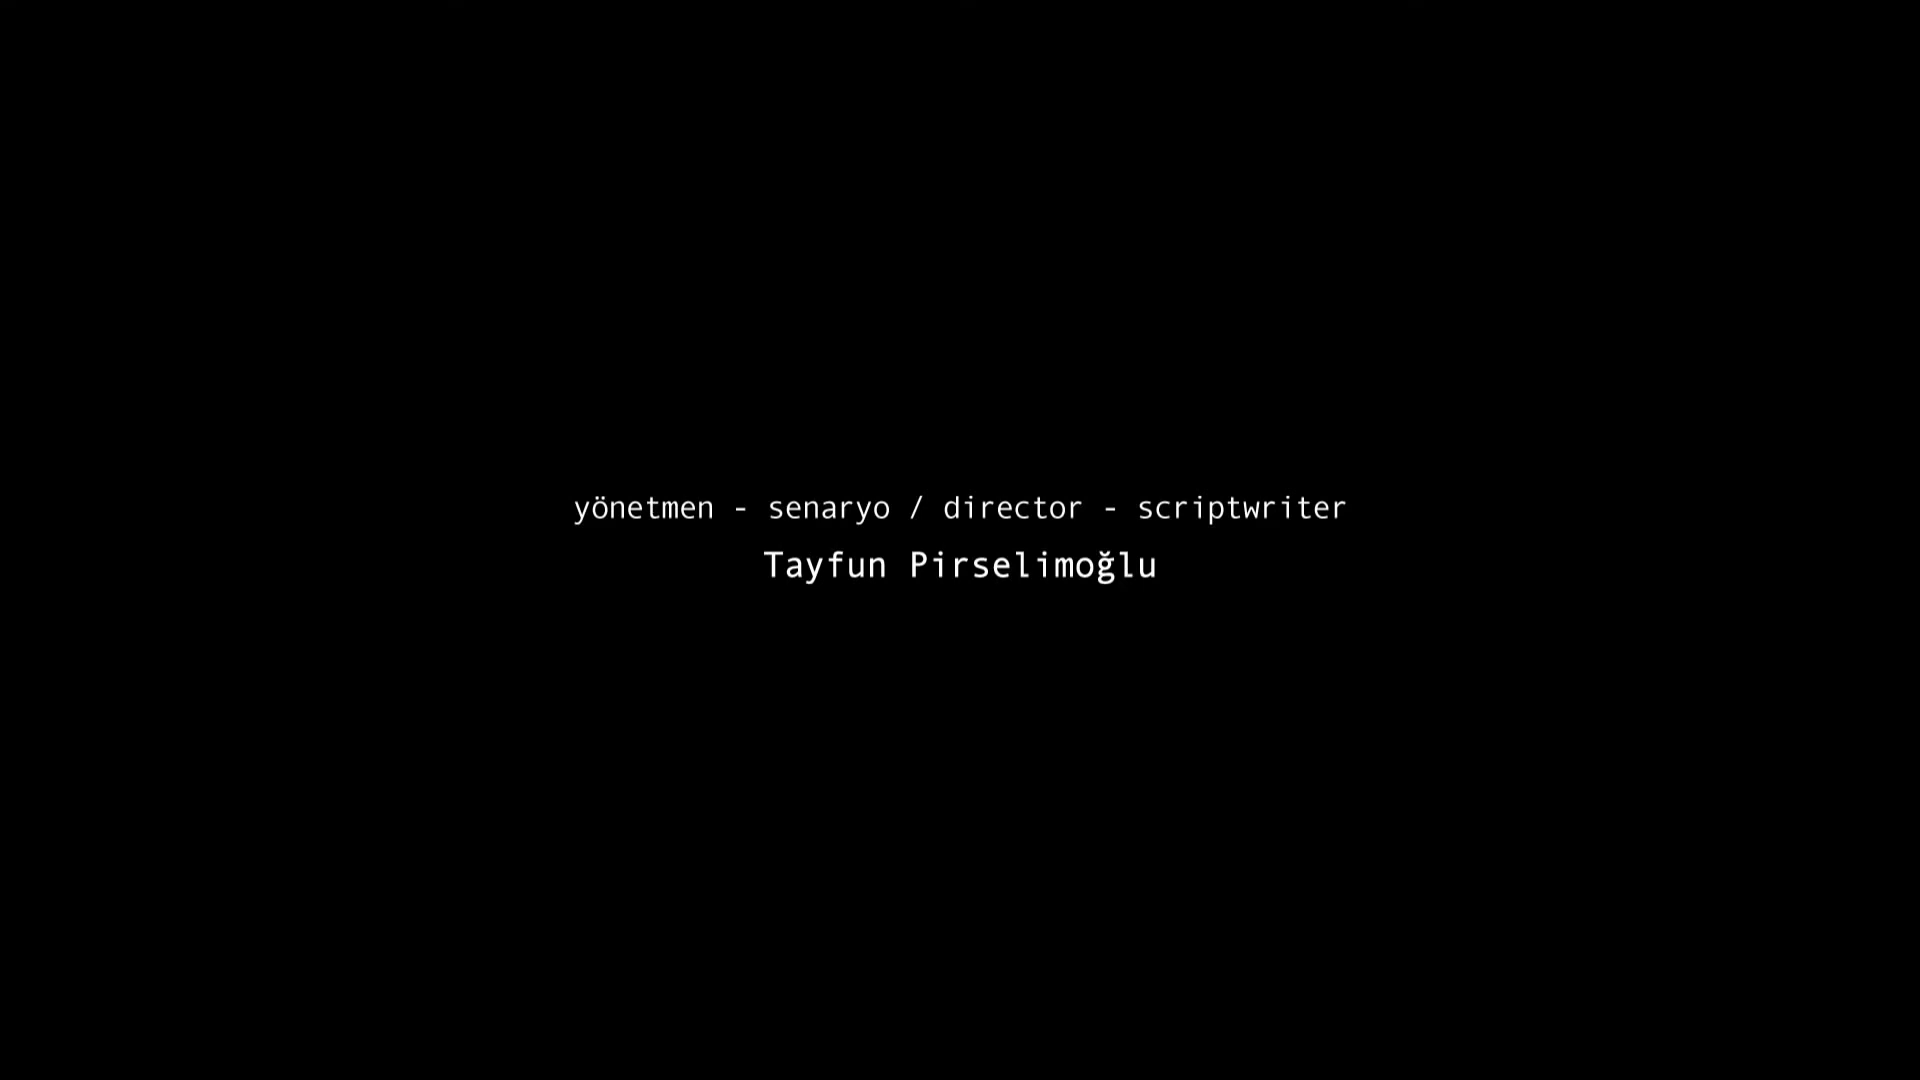 yönetmen - senaryo / director - scriptwriter
Tayfun Pirselimoğlu